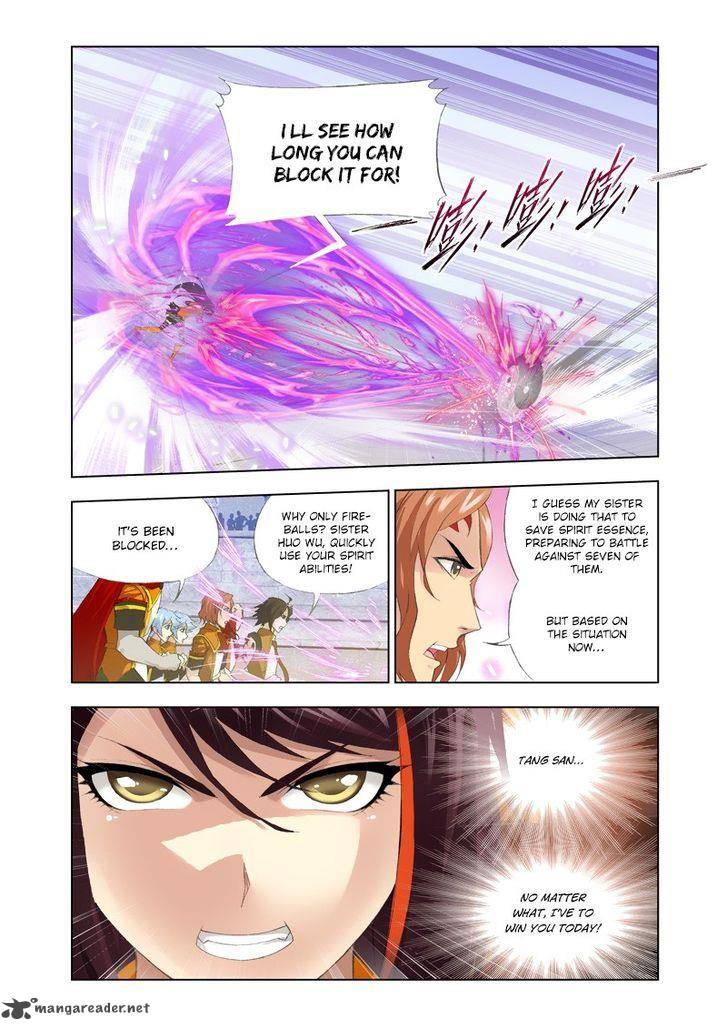 I LL SEE HOW
LONG YOU CAN
BLOCK IT FOR!
嘭! 嘭! 嘭!
IT'S BEEN
BLOCKED...
WHY ONLY FIRE-
BALLS? SISTER
HUO WU, QUICKLY
USE YOUR SPIRIT
ABILITIES!
I GUESS MY SISTER
IS DOING THAT TO
SAVE SPIRIT ESSENCE,
PREPARING TO BATTLE
AGAINST SEVEN OF
THEM.
BUT BASED ON
THE SITUATION
NOW...
TANG SAN...
NO MATTER
WHAT, I'VE TO
WIN YOU TODAY!
mangareader.net